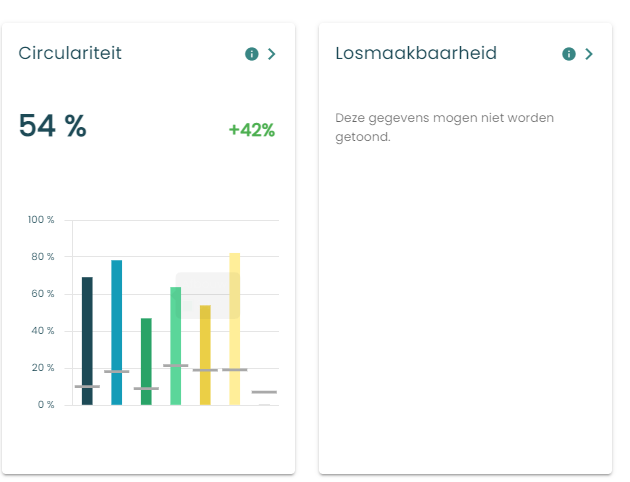 Circulariteit
54 %
+42%
100 %
80 %
60 %
40 %
20 %
0 %
Losmaakbaarheid
Deze gegevens mogen niet worden
getoond.